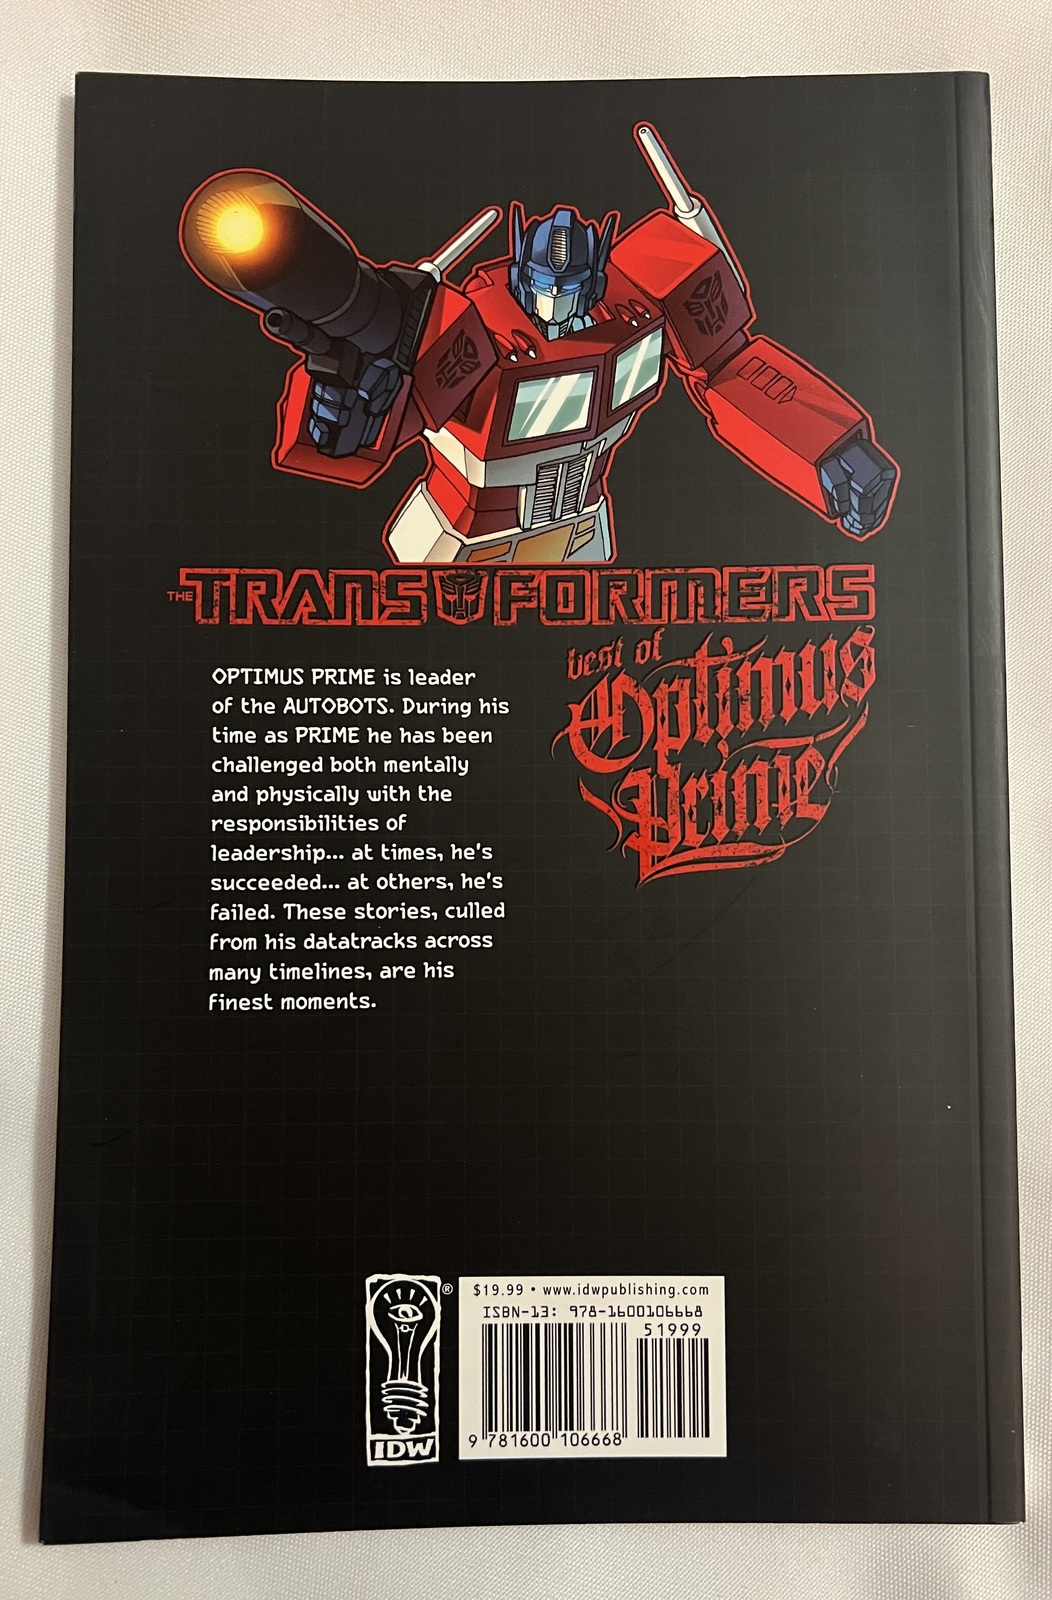 THE TRANSFORMERS
best of
Optimus
Prime
OPTIMUS PRIME is leader
of the AUTOBOTS. During his
time as PRIME he has been
challenged both mentally
and physically with the
responsibilities of
leadership... at times, he's
succeeded... at others, he's
failed. These stories, culled
from his datatracks across
many timelines, are his
finest moments.
IDW
®
$19.99 • www.idwpublishing.com
ISBN-13: 978-1600106668
51999
9 781600 106668